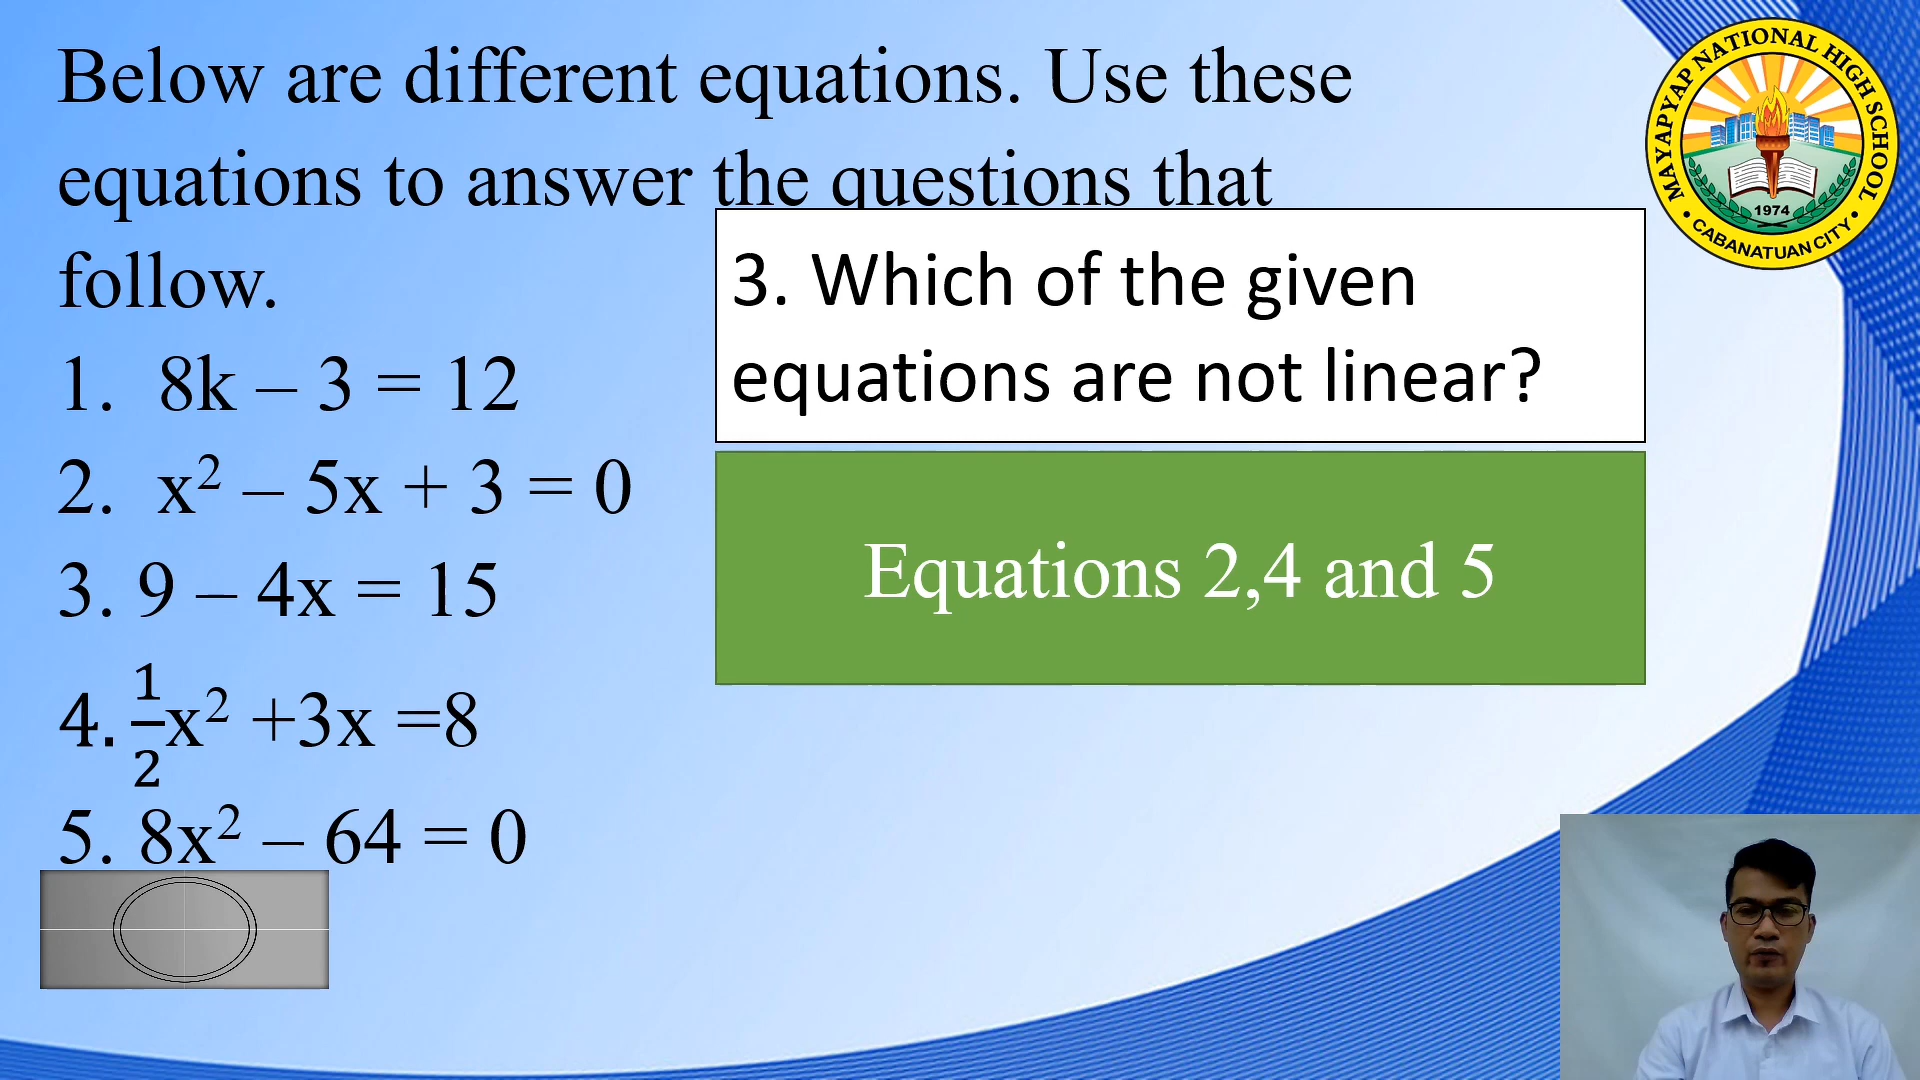 Below are different equations. Use these
equations to answer the questions that
follow.
1. 8k – 3 = 12
2. x² – 5x + 3 = 0
3. 9 – 4x = 15
4. ½x² +3x =8
5. 8x² – 64 = 0
3. Which of the given
equations are not linear?
Equations 2,4 and 5
MAYAPYAP NATIONAL HIGH SCHOOL
1974
• CABANATUAN CITY •